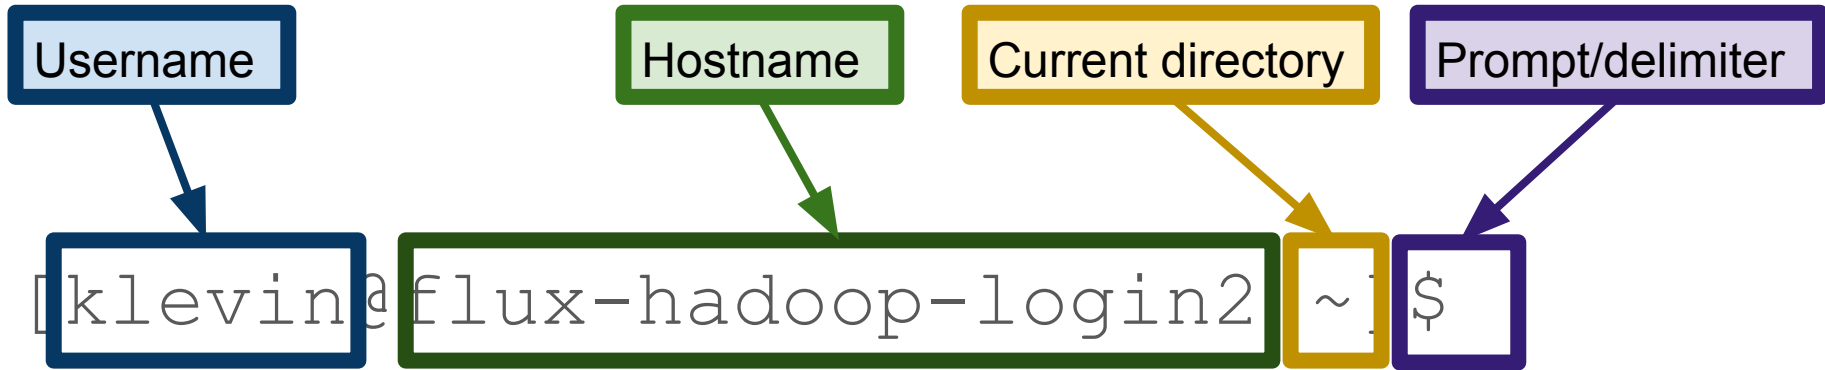 Username
Hostname
Current directory
Prompt/delimiter
[klevin@flux-hadoop-login2 ~]$